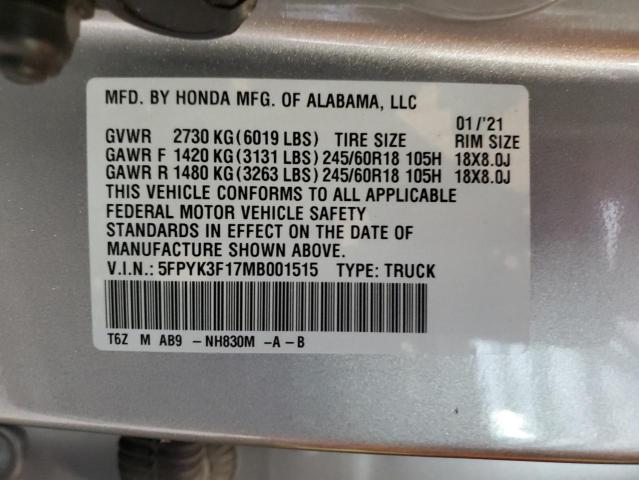 MFD. BY HONDA MFG. OF ALABAMA, LLC
01/'21
GVWR 2730 KG(6019 LBS) TIRE SIZE RIM SIZE
GAWR F 1420 KG(3131 LBS)245/60R18 105H 18X8.0J
GAWR R 1480 KG(3263 LBS)245/60R18 105H 18X8.0J
THIS VEHICLE CONFORMS TO ALL APPLICABLE
FEDERAL MOTOR VEHICLE SAFETY
STANDARDS IN EFFECT ON THE DATE OF
MANUFACTURE SHOWN ABOVE.
V.I.N.: 5FPYK3F17MB001515 TYPE: TRUCK
T6Z M AB9 -NH830M -A-B